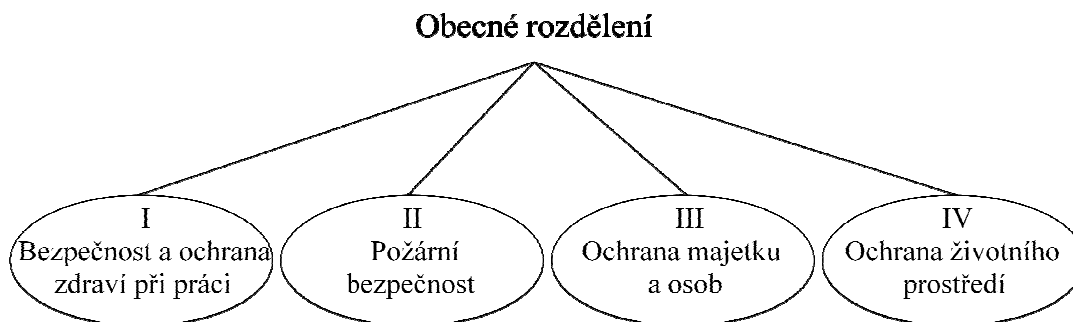 Obecné rozdělení
I
Bezpečnost a ochrana
zdraví při práci
II
Požární
bezpečnost
III
Ochrana majetku
a osob
IV
Ochrana životního
prostředí